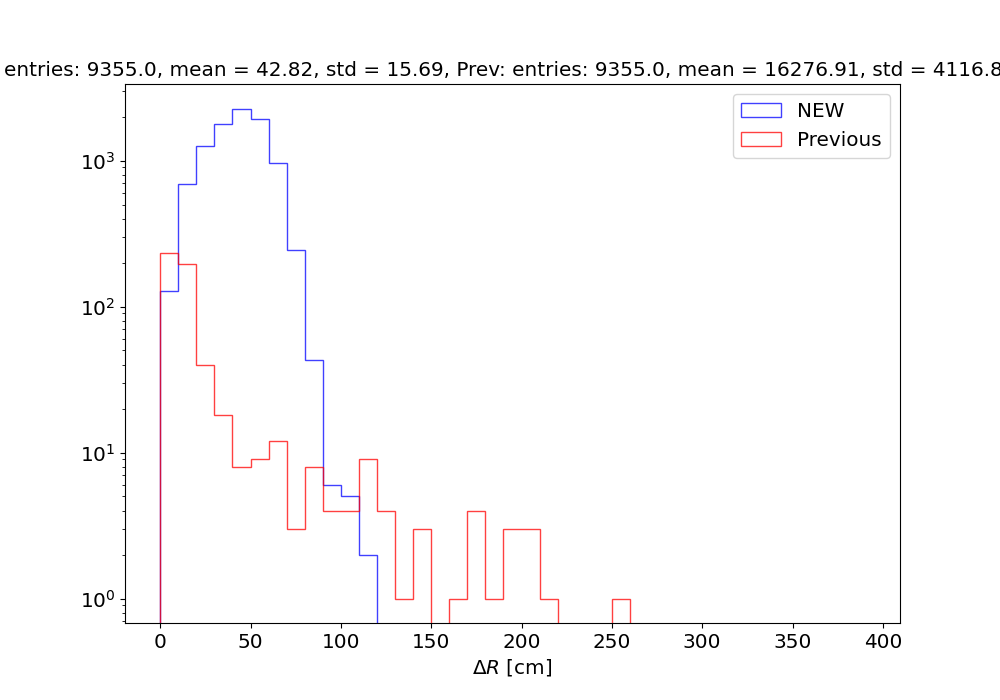 entries: 9355.0, mean = 42.82, std = 15.69, Prev: entries: 9355.0, mean = 16276.91, std = 4116.8
NEW
Previous
10³
10²
10¹
10⁰
0 50 100 150 200 250 300 350 400
ΔR [cm]